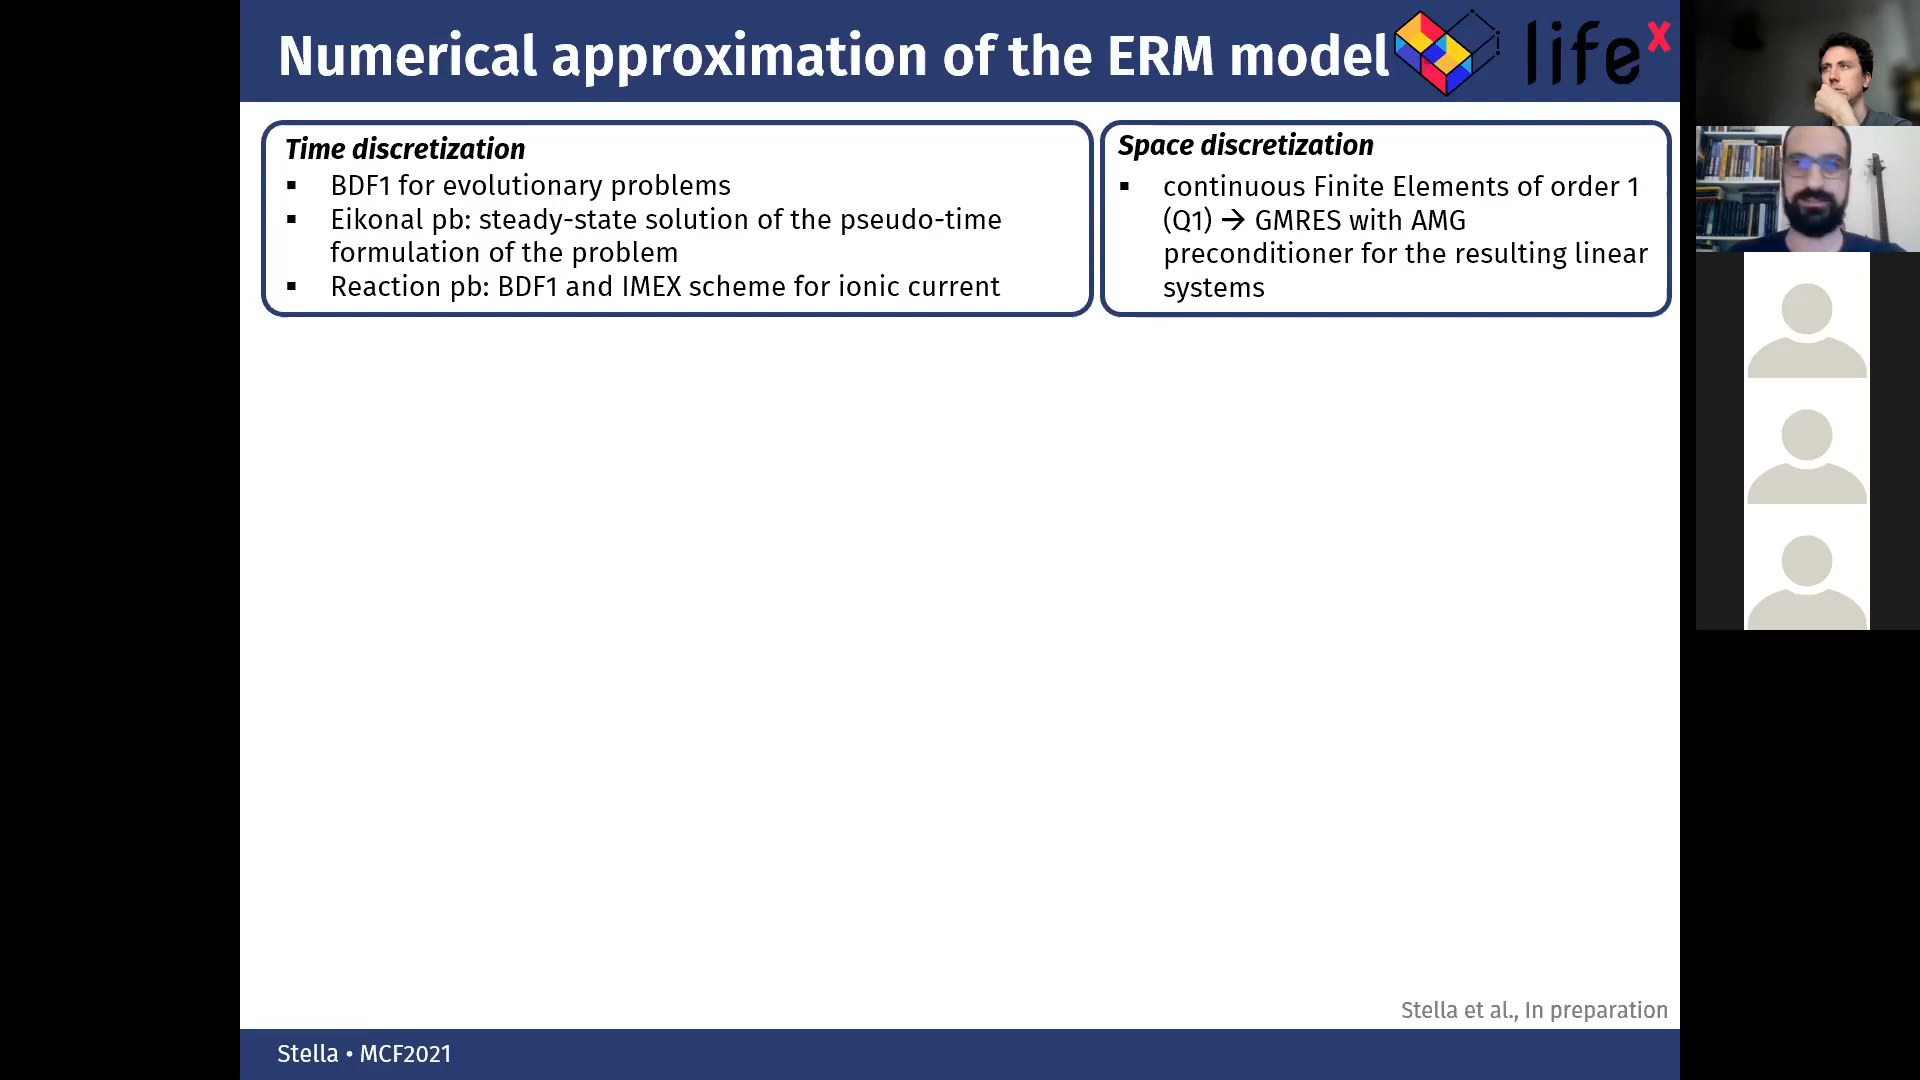 Numerical approximation of the ERM model
lifex
Time discretization
▪ BDF1 for evolutionary problems
▪ Eikonal pb: steady-state solution of the pseudo-time
formulation of the problem
▪ Reaction pb: BDF1 and IMEX scheme for ionic current
Space discretization
▪ continuous Finite Elements of order 1
(Q1) → GMRES with AMG
preconditioner for the resulting linear
systems
Stella et al., In preparation
Stella • MCF2021